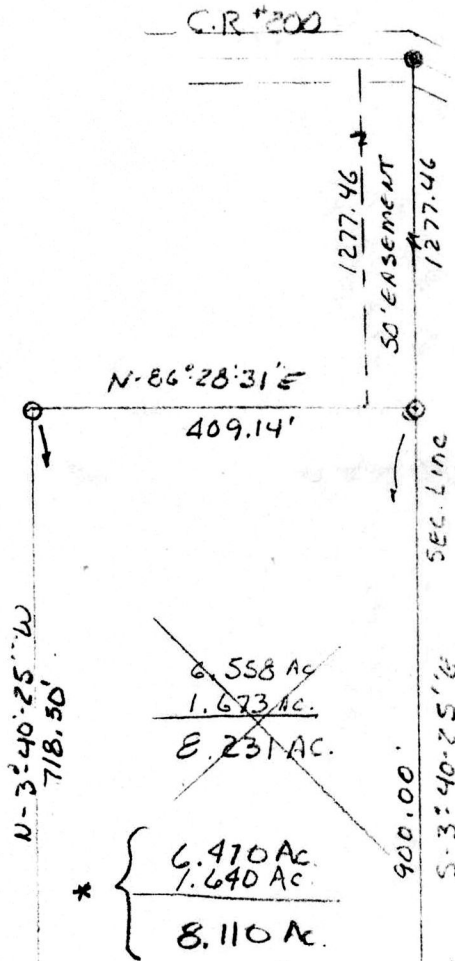 C.R #200
1277.46
50' EASEMENT
1277.46
N-86°28'31"E
409.14'
SEC. Line
N-3°40'-25"W
718.50'
6.558 Ac
1.673 Ac.
8.231 AC.
900.00'
S-3°40-25"E
* { 6.470 Ac.
1.640 Ac.
8.110 Ac.